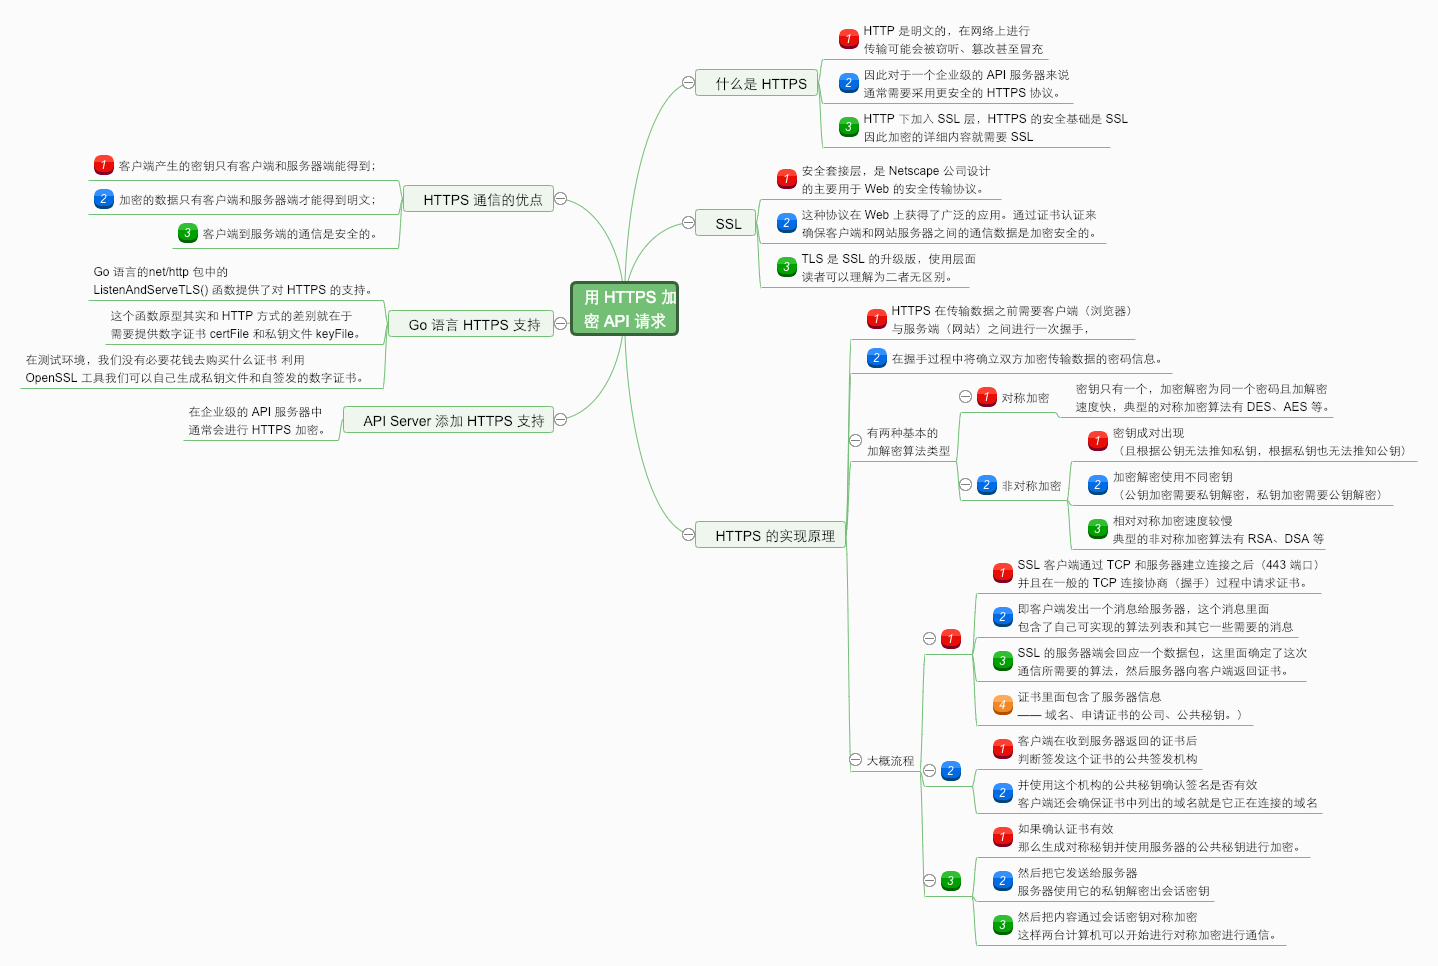 用 HTTPS 加
密 API 请求
什么是 HTTPS
1
HTTP 是明文的，在网络上进行
传输可能会被窃听、篡改甚至冒充
2
因此对于一个企业级的 API 服务器来说
通常需要采用更安全的 HTTPS 协议。
3
HTTP 下加入 SSL 层，HTTPS 的安全基础是 SSL
因此加密的详细内容就需要 SSL
SSL
1
安全套接层，是 Netscape 公司设计
的主要用于 Web 的安全传输协议。
2
这种协议在 Web 上获得了广泛的应用。通过证书认证来
确保客户端和网站服务器之间的通信数据是加密安全的。
3
TLS 是 SSL 的升级版，使用层面
读者可以理解为二者无区别。
HTTPS 的实现原理
1
HTTPS 在传输数据之前需要客户端（浏览器）
与服务端（网站）之间进行一次握手，
2
在握手过程中将确立双方加密传输数据的密码信息。
有两种基本的
加解密算法类型
1
对称加密
密钥只有一个，加密解密为同一个密码且加解密
速度快，典型的对称加密算法有 DES、AES 等。
2
非对称加密
1
密钥成对出现
（且根据公钥无法推知私钥，根据私钥也无法推知公钥）
2
加密解密使用不同密钥
（公钥加密需要私钥解密，私钥加密需要公钥解密）
3
相对对称加密速度较慢
典型的非对称加密算法有 RSA、DSA 等
大概流程
1
1
SSL 客户端通过 TCP 和服务器建立连接之后（443 端口）
并且在一般的 TCP 连接协商（握手）过程中请求证书。
2
即客户端发出一个消息给服务器，这个消息里面
包含了自己可实现的算法列表和其它一些需要的消息
3
SSL 的服务器端会回应一个数据包，这里面确定了这次
通信所需要的算法，然后服务器向客户端返回证书。
4
证书里面包含了服务器信息
—— 域名、申请证书的公司、公共秘钥。）
2
1
客户端在收到服务器返回的证书后
判断签发这个证书的公共签发机构
2
并使用这个机构的公共秘钥确认签名是否有效
客户端还会确保证书中列出的域名就是它正在连接的域名
3
1
如果确认证书有效
那么生成对称秘钥并使用服务器的公共秘钥进行加密。
2
然后把它发送给服务器
服务器使用它的私钥解密出会话密钥
3
然后把内容通过会话密钥对称加密
这样两台计算机可以开始进行对称加密进行通信。
HTTPS 通信的优点
1
客户端产生的密钥只有客户端和服务器端能得到；
2
加密的数据只有客户端和服务器端才能得到明文；
3
客户端到服务端的通信是安全的。
Go 语言 HTTPS 支持
Go 语言的net/http 包中的
ListenAndServeTLS() 函数提供了对 HTTPS 的支持。
这个函数原型其实和 HTTP 方式的差别就在于
需要提供数字证书 certFile 和私钥文件 keyFile。
在测试环境，我们没有必要花钱去购买什么证书 利用
OpenSSL 工具我们可以自己生成私钥文件和自签发的数字证书。
API Server 添加 HTTPS 支持
在企业级的 API 服务器中
通常会进行 HTTPS 加密。